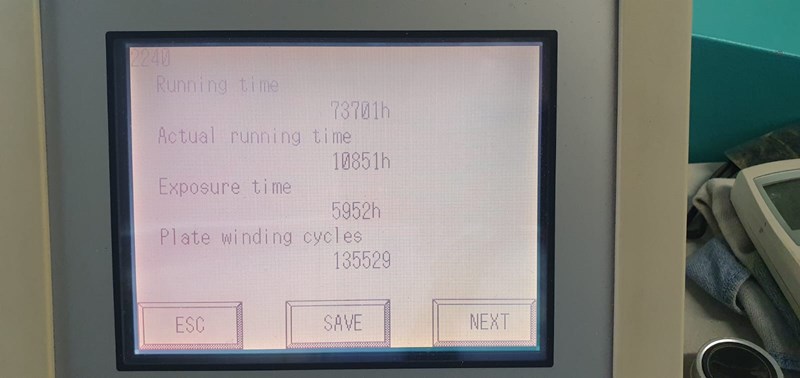 2240
Running time
73701h
Actual running time
10851h
Exposure time
5952h
Plate winding cycles
135529
ESC SAVE NEXT